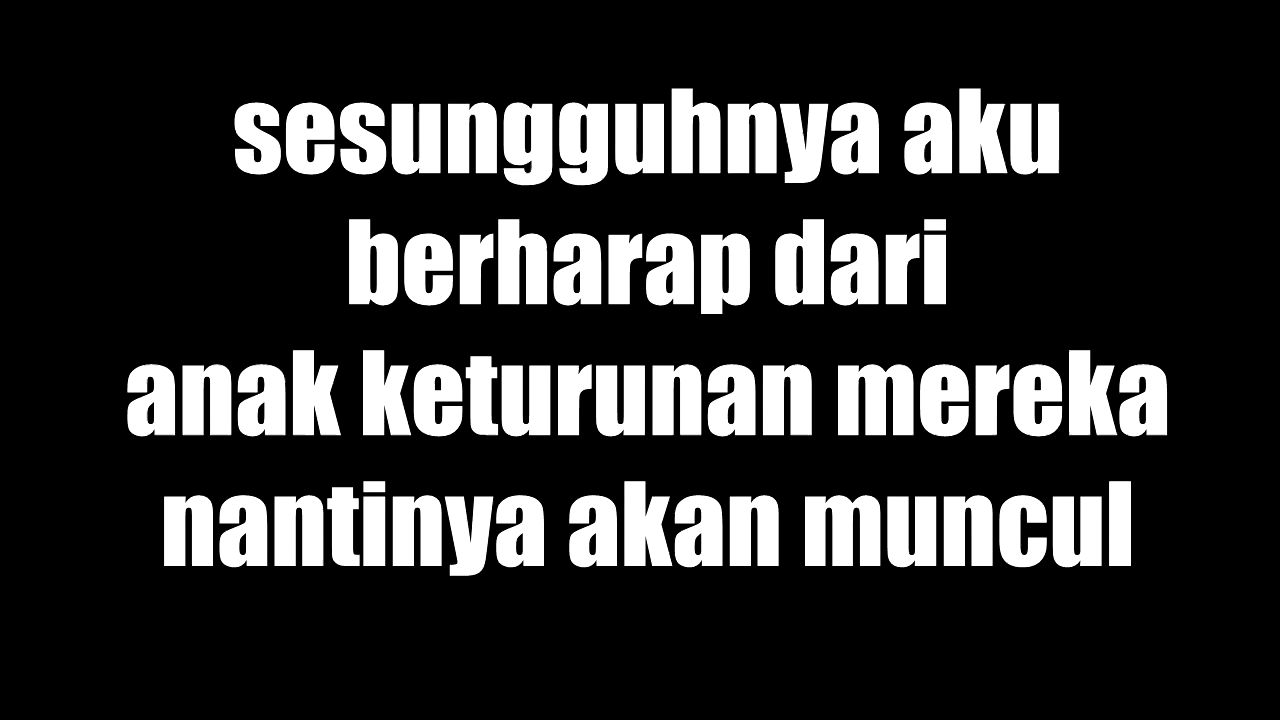 sesungguhnya aku
berharap dari
anak keturunan mereka
nantinya akan muncul